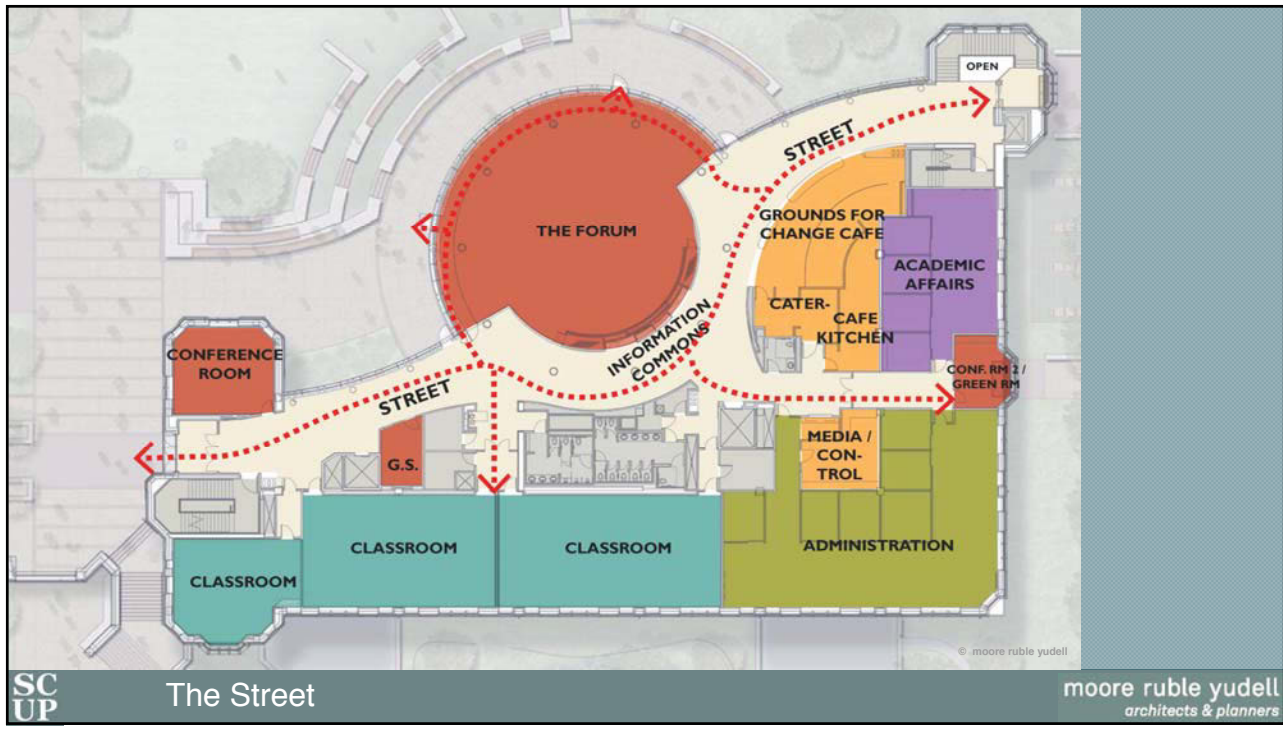 OPEN
STREET
THE FORUM
GROUNDS FOR
CHANGE CAFE
ACADEMIC
AFFAIRS
CATER-
CAFE
KITCHEN
INFORMATION
COMMONS
CONFERENCE
ROOM
CONF. RM 2 /
GREEN RM
STREET
MEDIA /
CON-
TROL
G.S.
CLASSROOM
CLASSROOM
ADMINISTRATION
CLASSROOM
© moore ruble yudell
SC
UP
The Street
moore ruble yudell
architects & planners